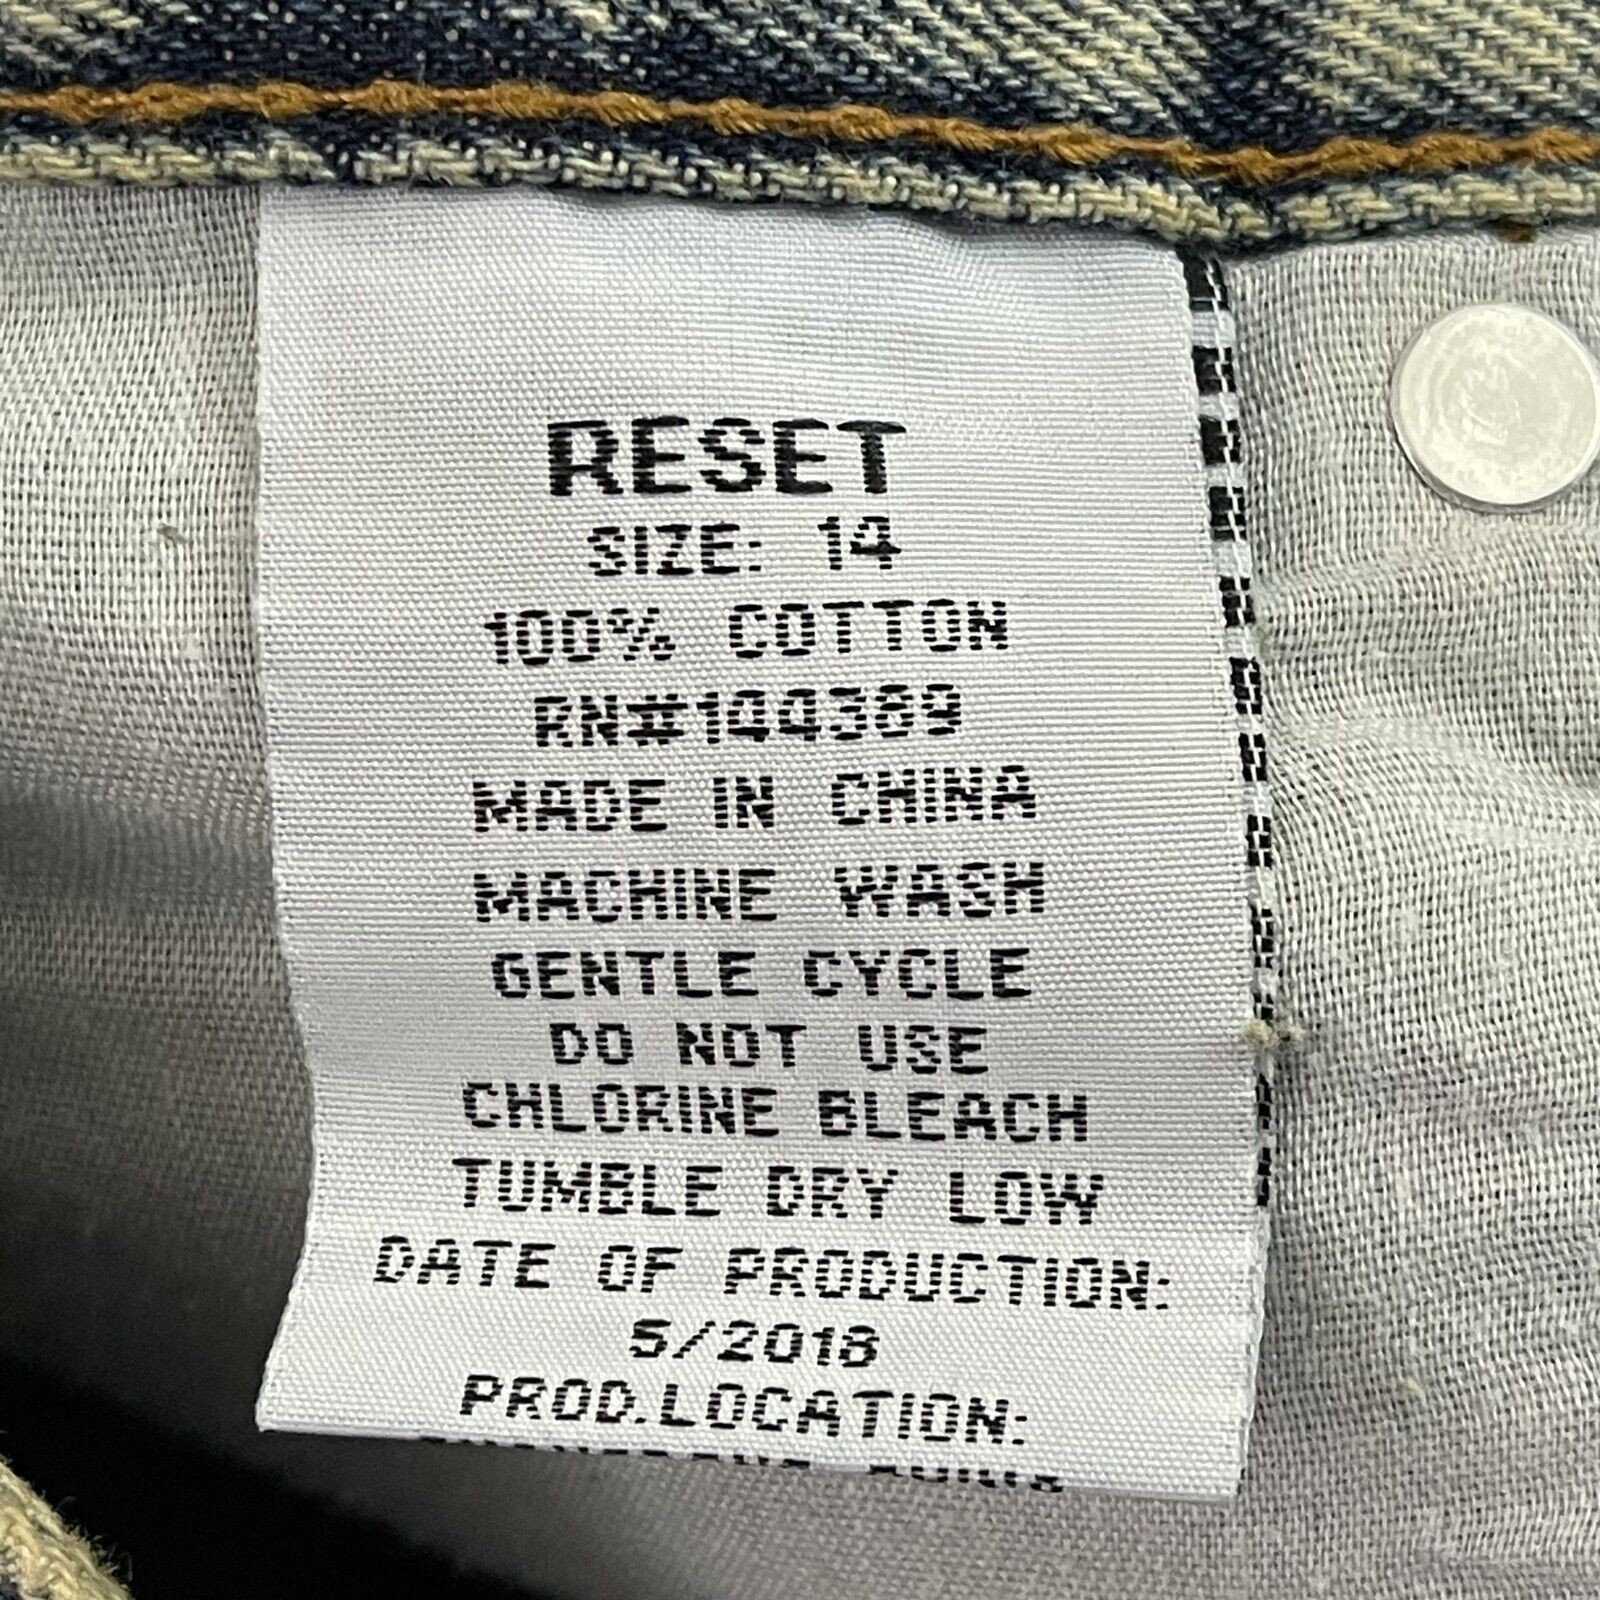 RESET
SIZE: 14
100% COTTON
RN#144389
MADE IN CHINA
MACHINE WASH
GENTLE CYCLE
DO NOT USE
CHLORINE BLEACH
TUMBLE DRY LOW
DATE OF PRODUCTION:
5/2018
PROD.LOCATION: